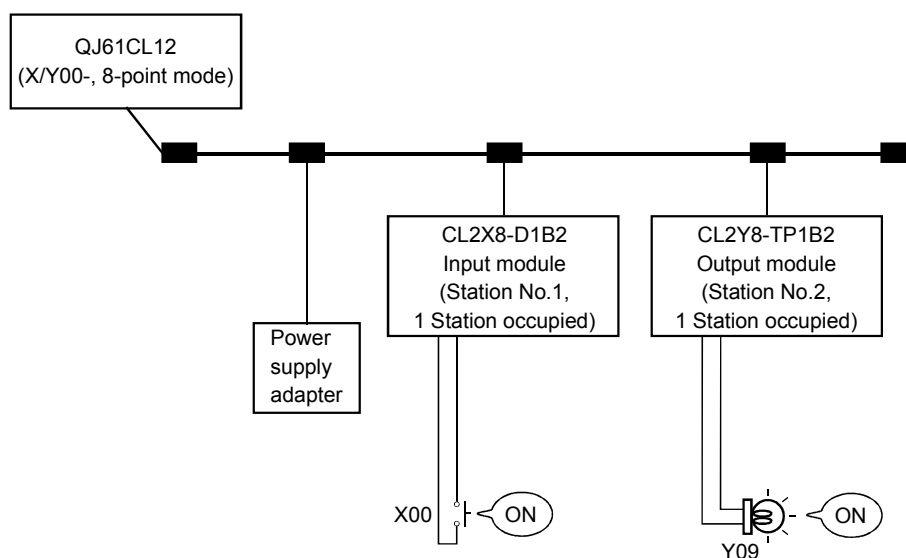 QJ61CL12
(X/Y00-, 8-point mode)
CL2X8-D1B2
Input module
(Station No.1,
1 Station occupied)
CL2Y8-TP1B2
Output module
(Station No.2,
1 Station occupied)
Power
supply
adapter
X00
ON
ON
Y09